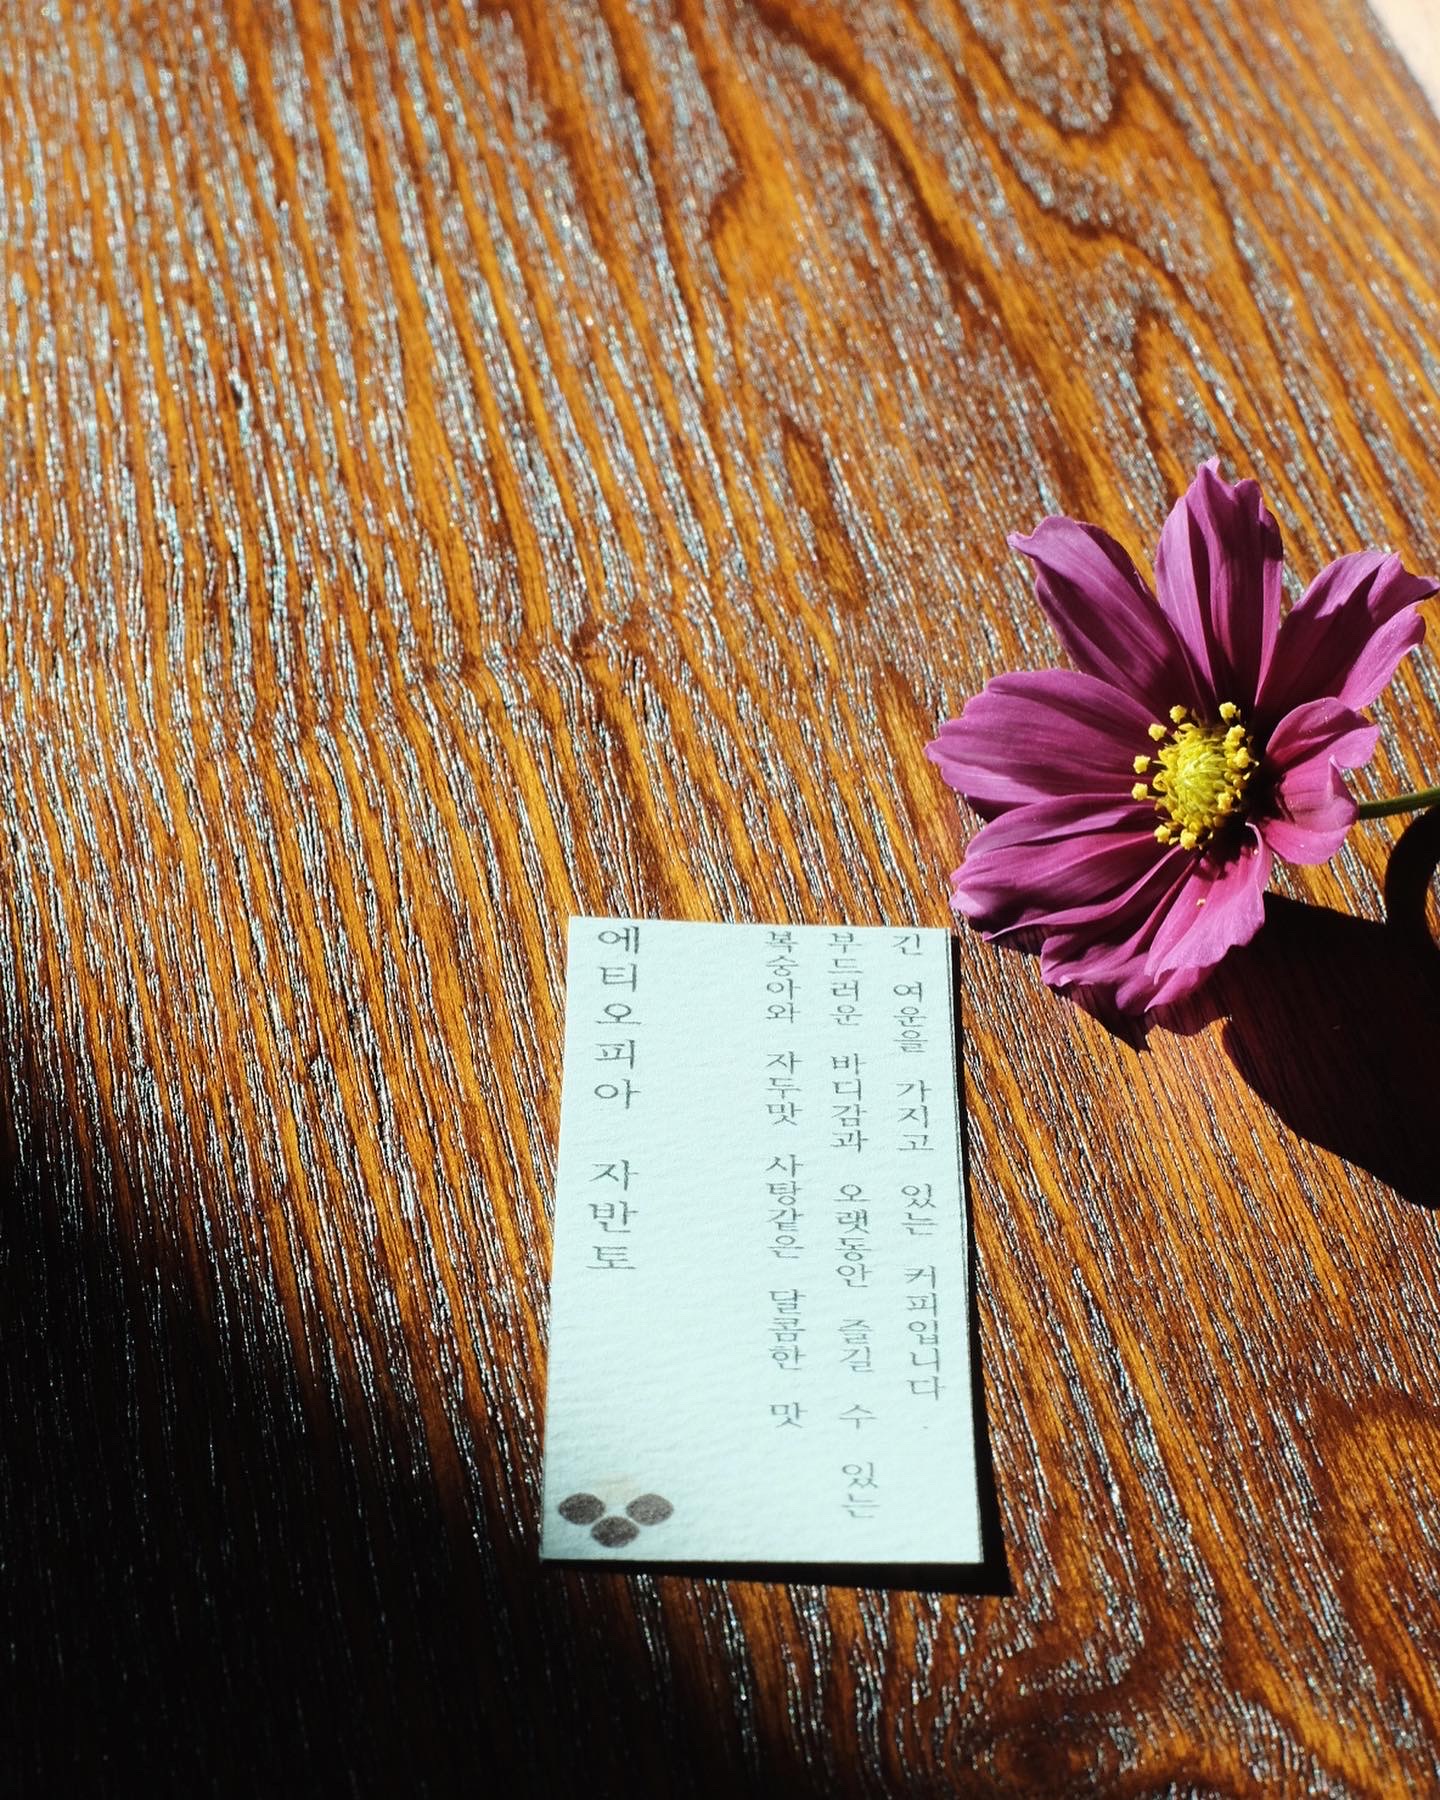 에티오피아 자반토
복숭아와 자두맛 사탕같은 달콤한 맛
부드러운 바디감과 오랫동안 즐길 수 있는
긴 여운을 가지고 있는 커피입니다.